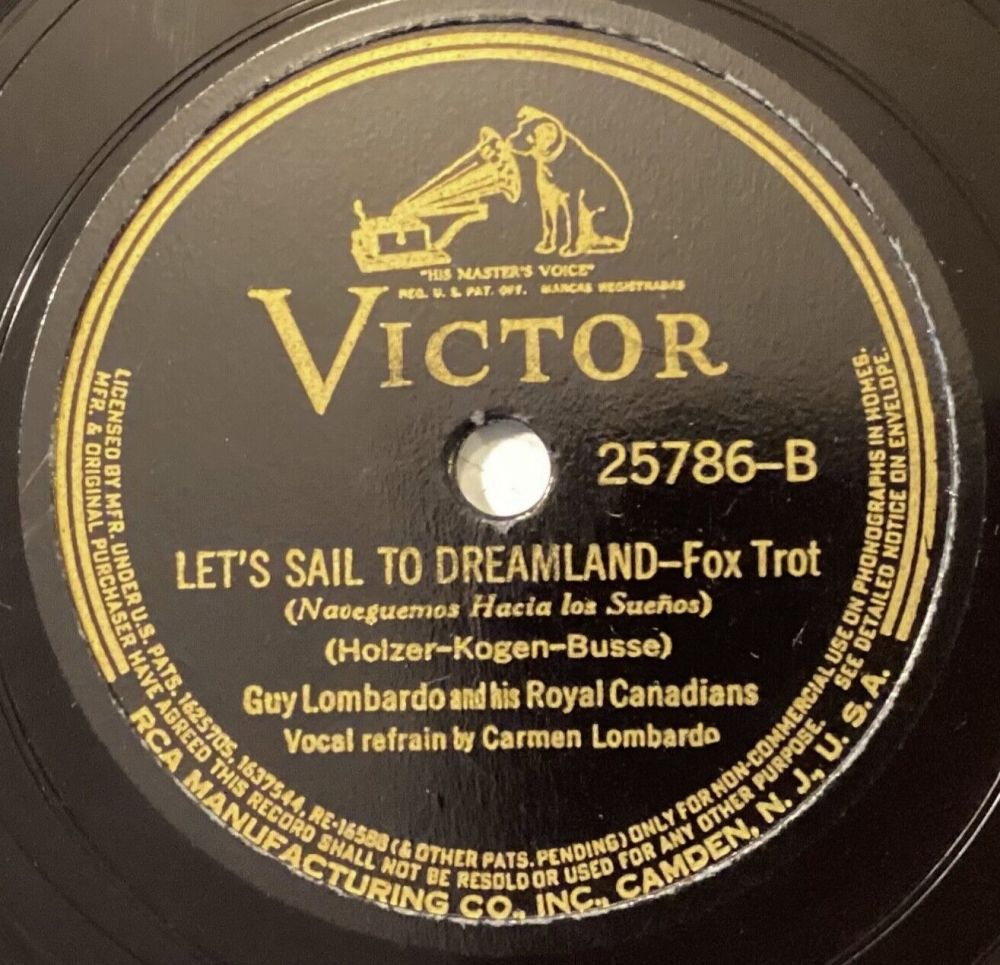 "HIS MASTER'S VOICE"
REG. U. S. PAT. OFF. MARCAS REGISTRADAS
VICTOR
25786-B
LET'S SAIL TO DREAMLAND-Fox Trot
(Naveguemos Hacia los Sueños)
(Holzer-Kogen-Busse)
Guy Lombardo and his Royal Canadians
Vocal refrain by Carmen Lombardo
LICENSED BY MFR. UNDER U.S. PATS. 1625705, 1637544, RE-16588 (& OTHER PATS. PENDING) ONLY FOR NON-COMMERCIAL USE ON PHONOGRAPHS IN HOMES.
MFR. & ORIGINAL PURCHASER HAVE AGREED THIS RECORD SHALL NOT BE RESOLD OR USED FOR ANY OTHER PURPOSE. SEE DETAILED NOTICE ON ENVELOPE.
RCA MANUFACTURING CO., INC., CAMDEN, N. J., U. S. A.